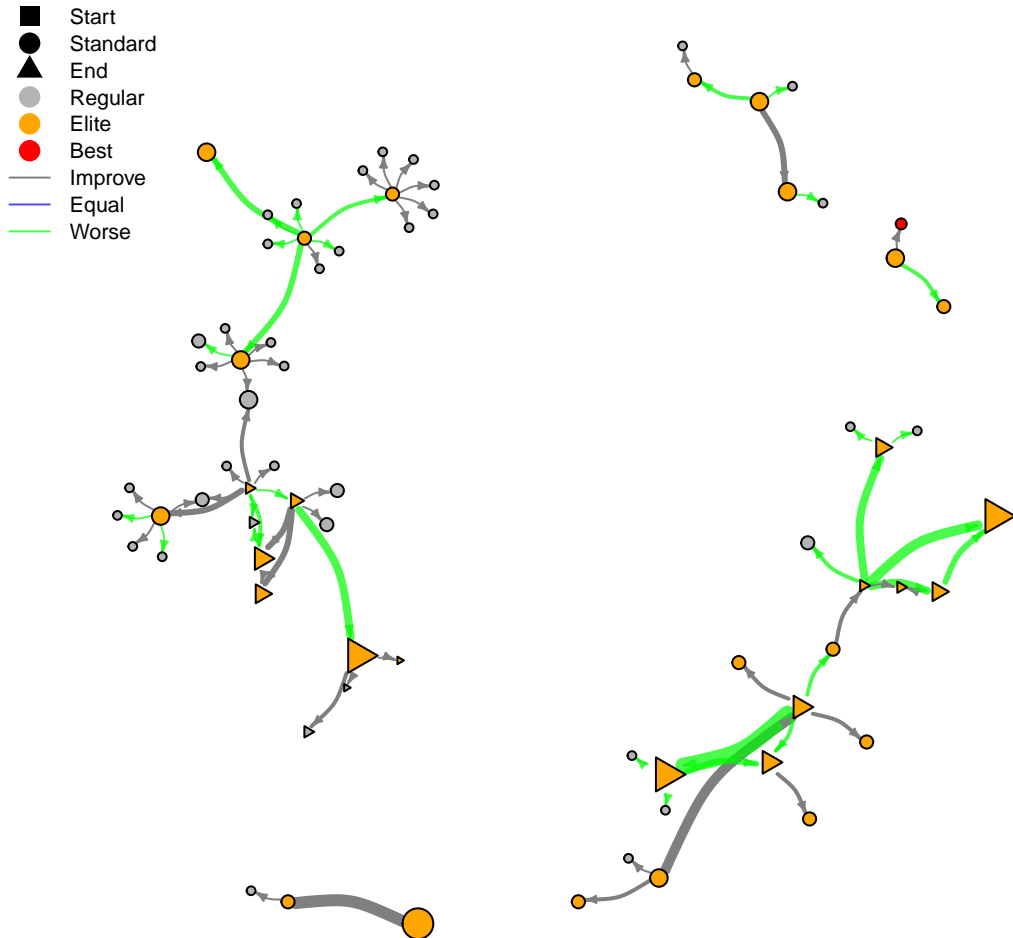 Start
Standard
End
Regular
Elite
Best
Improve
Equal
Worse